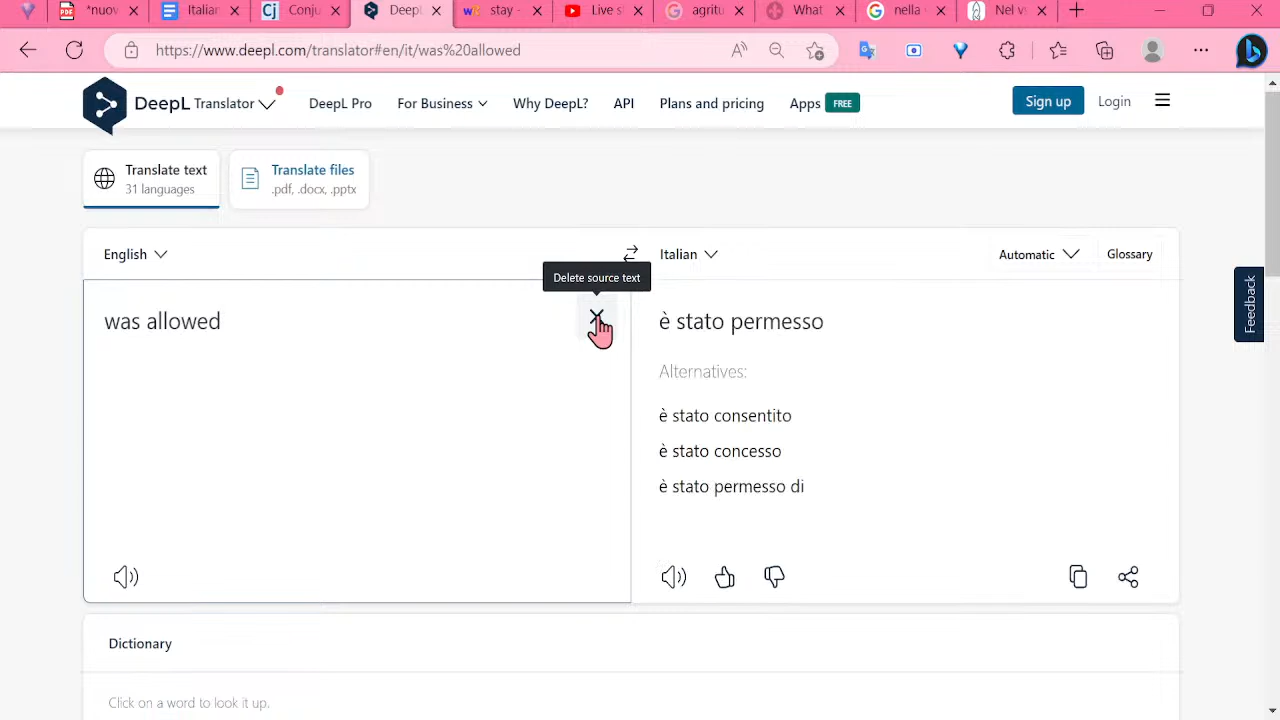 *nuov
Italiar
Conju
DeepL
stay -
Live s
agritu
What
nella
Nel v
https://www.deepl.com/translator#en/it/was%20allowed
DeepL Translator
DeepL Pro
For Business
Why DeepL?
API
Plans and pricing
Apps FREE
Sign up
Login
Translate text
31 languages
Translate files
.pdf, .docx, .pptx
English
Italian
Automatic
Glossary
Delete source text
was allowed
è stato permesso
Alternatives:
è stato consentito
è stato concesso
è stato permesso di
Feedback
Dictionary
Click on a word to look it up.